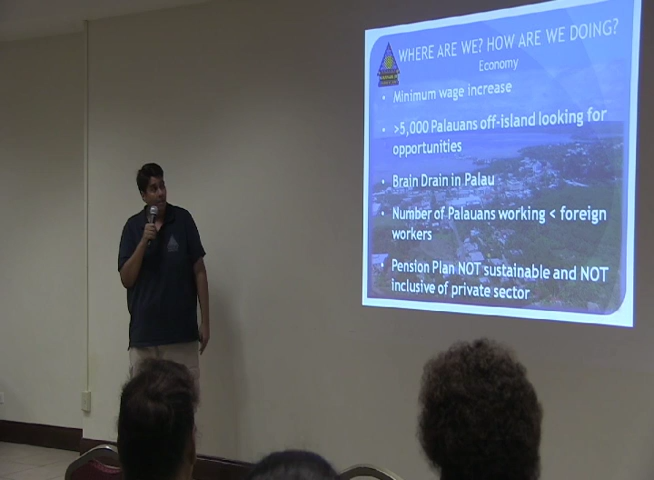 WHERE ARE WE? HOW ARE WE DOING?
Economy
• Minimum wage increase
• >5,000 Palauans off-island looking for
opportunities
• Brain Drain in Palau
• Number of Palauans working < foreign
workers
• Pension Plan NOT sustainable and NOT
inclusive of private sector